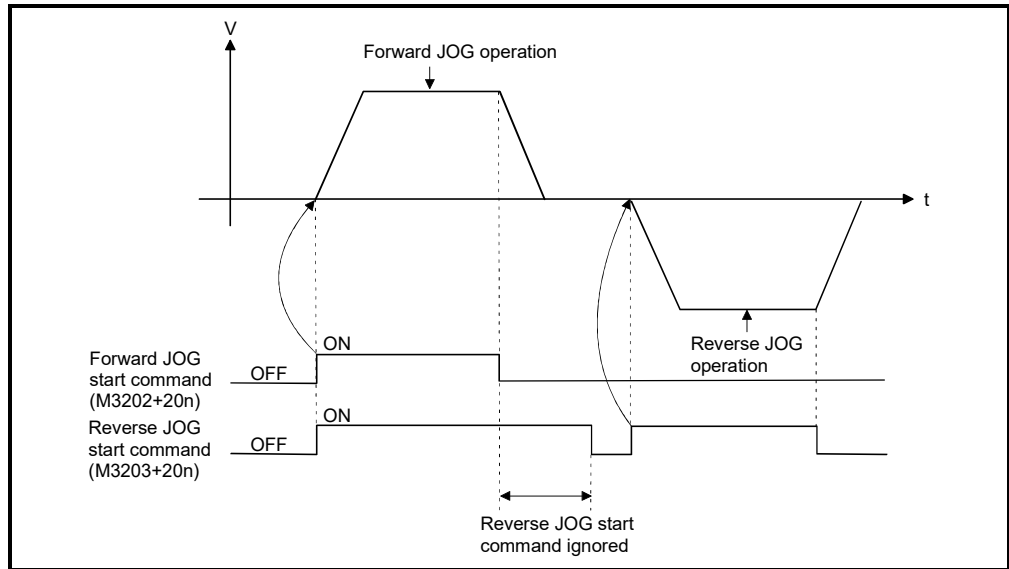 V
Forward JOG operation
t
Reverse JOG
operation
Forward JOG
start command
(M3202+20n)
OFF
ON
Reverse JOG
start command
(M3203+20n)
OFF
ON
Reverse JOG start
command ignored